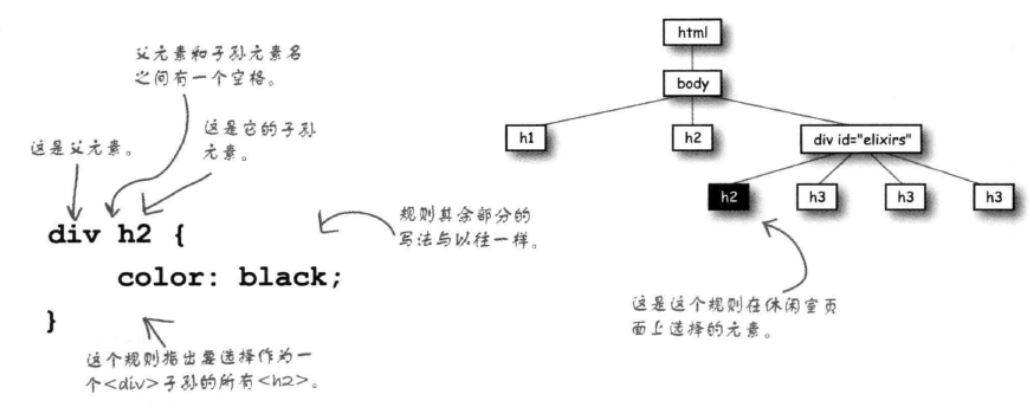 父元素和子孙元素名
之间有一个空格。
这是它的子孙
元素。
这是父元素。
div h2 {
color: black;
}
规则其余部分的
写法与以往一样。
这个规则指出要选择作为一
个<div>子孙的所有<h2>。
html
body
h1
h2
div id="elixirs"
h2
h3
h3
h3
这是这个规则在休闲室页
面上选择的元素。